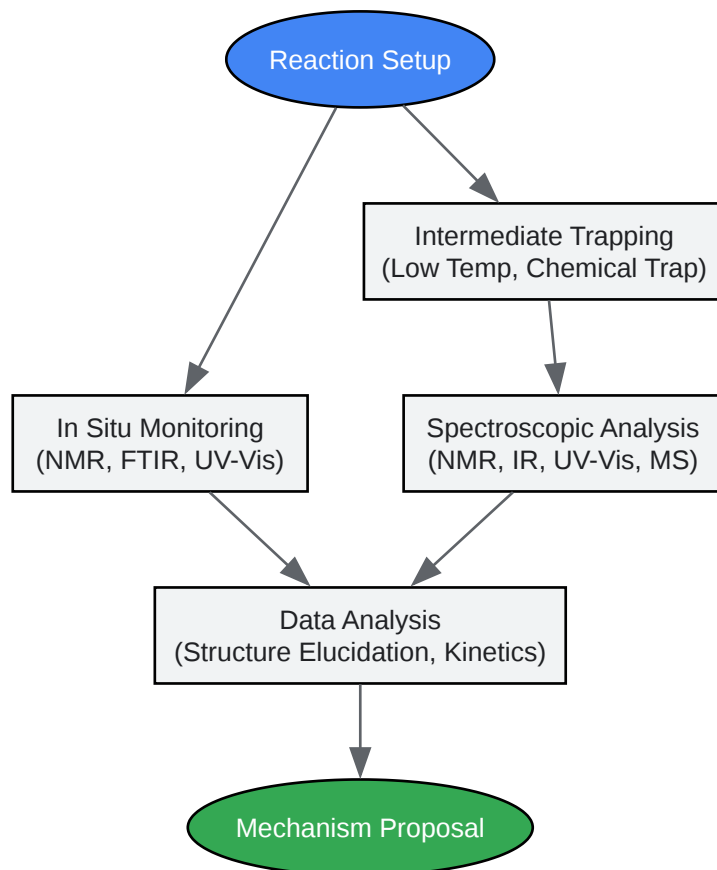 Reaction Setup
Intermediate Trapping
(Low Temp, Chemical Trap)
In Situ Monitoring
(NMR, FTIR, UV-Vis)
Spectroscopic Analysis
(NMR, IR, UV-Vis, MS)
Data Analysis
(Structure Elucidation, Kinetics)
Mechanism Proposal